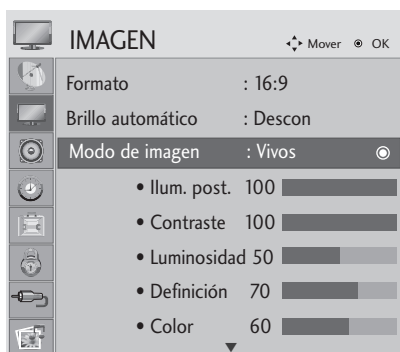 IMAGEN Mover OK
Formato : 16:9
Brillo automático : Descon
Modo de imagen : Vivos
• Ilum. post. 100
• Contraste 100
• Luminosidad 50
• Definición 70
• Color 60